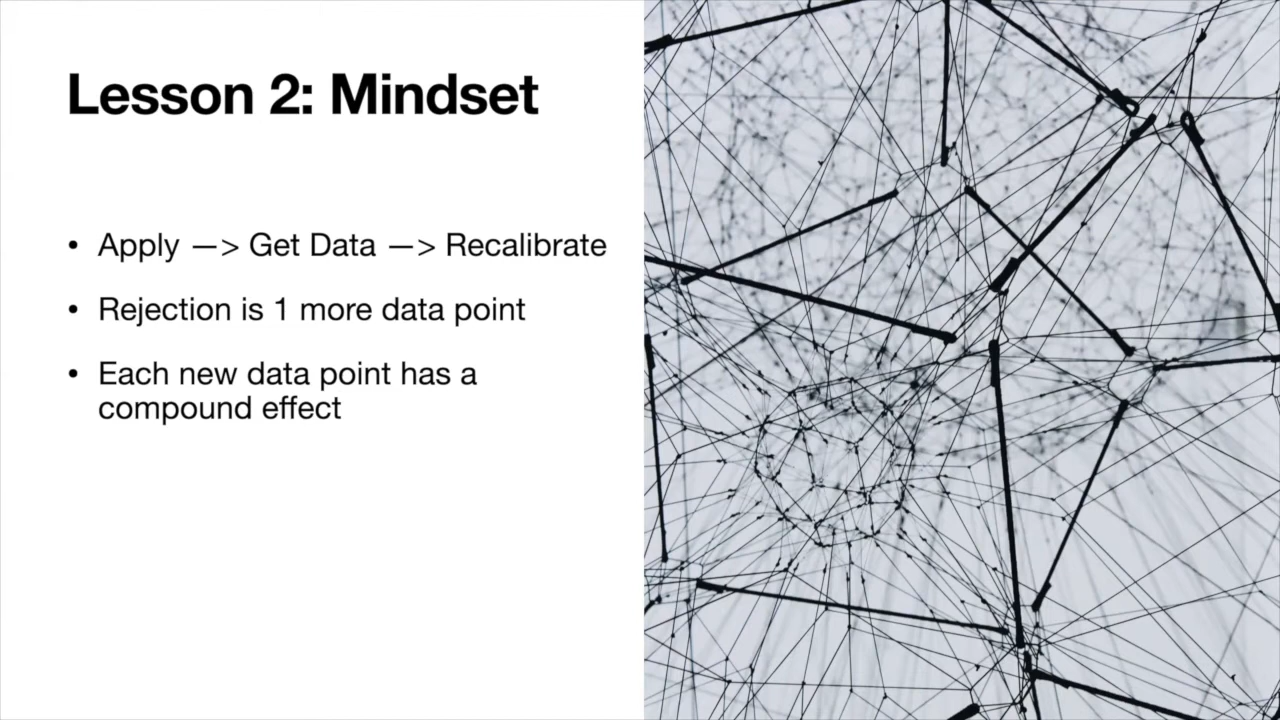 Lesson 2: Mindset
• Apply —> Get Data —> Recalibrate
• Rejection is 1 more data point
• Each new data point has a
compound effect